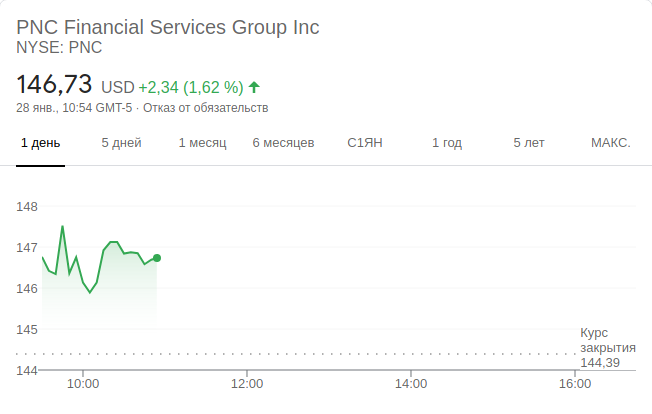 PNC Financial Services Group Inc
NYSE: PNC
146,73 USD +2,34 (1,62 %)
28 янв., 10:54 GMT-5 · Отказ от обязательств
1 день 5 дней 1 месяц 6 месяцев С1ЯН 1 год 5 лет МАКС.
148
147
146
145
Курс
закрытия
144,39
144
10:00 12:00 14:00 16:00